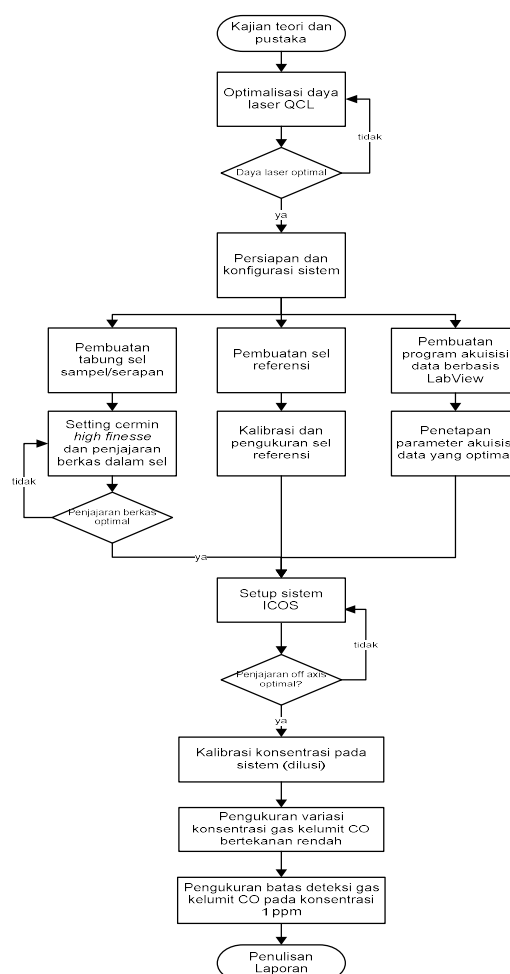 Kajian teori dan
pustaka
Optimalisasi daya
laser QCL
tidak
Daya laser optimal
ya
Persiapan dan
konfigurasi sistem
Pembuatan
tabung sel
sampel/serapan
Pembuatan sel
referensi
Pembuatan
program akuisisi
data berbasis
LabView
Setting cermin
high finesse
dan penjajaran
berkas dalam sel
Kalibrasi dan
pengukuran sel
referensi
Penetapan
parameter akuisisi
data yang optimal
tidak
Penjajaran berkas
optimal
ya
Setup sistem
ICOS
tidak
Penjajaran off axis
optimal?
ya
Kalibrasi konsentrasi pada
sistem (dilusi)
Pengukuran variasi
konsentrasi gas kelumit CO
bertekanan rendah
Pengukuran batas deteksi gas
kelumit CO pada konsentrasi
1 ppm
Penulisan
Laporan